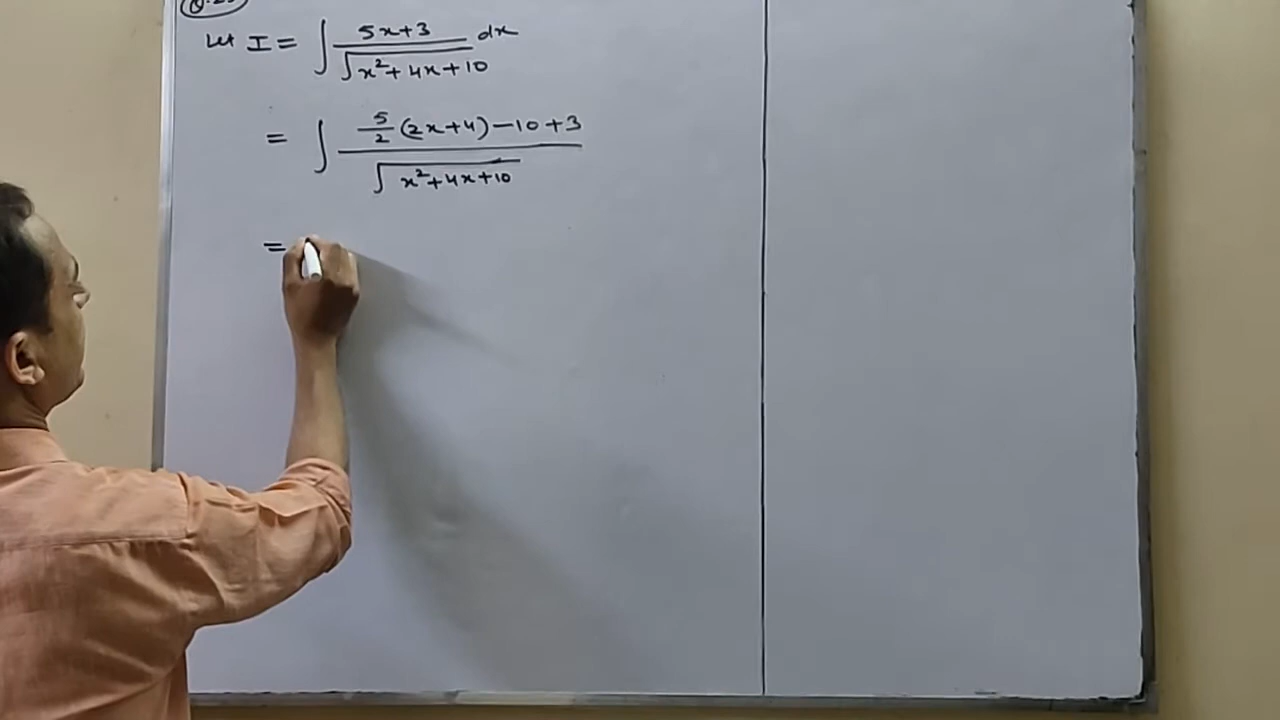 Let I = ∫ 5x+3 / √(x²+4x+10) dx
= ∫ (5/2 (2x+4) − 10 + 3) / √(x²+4x+10)
=